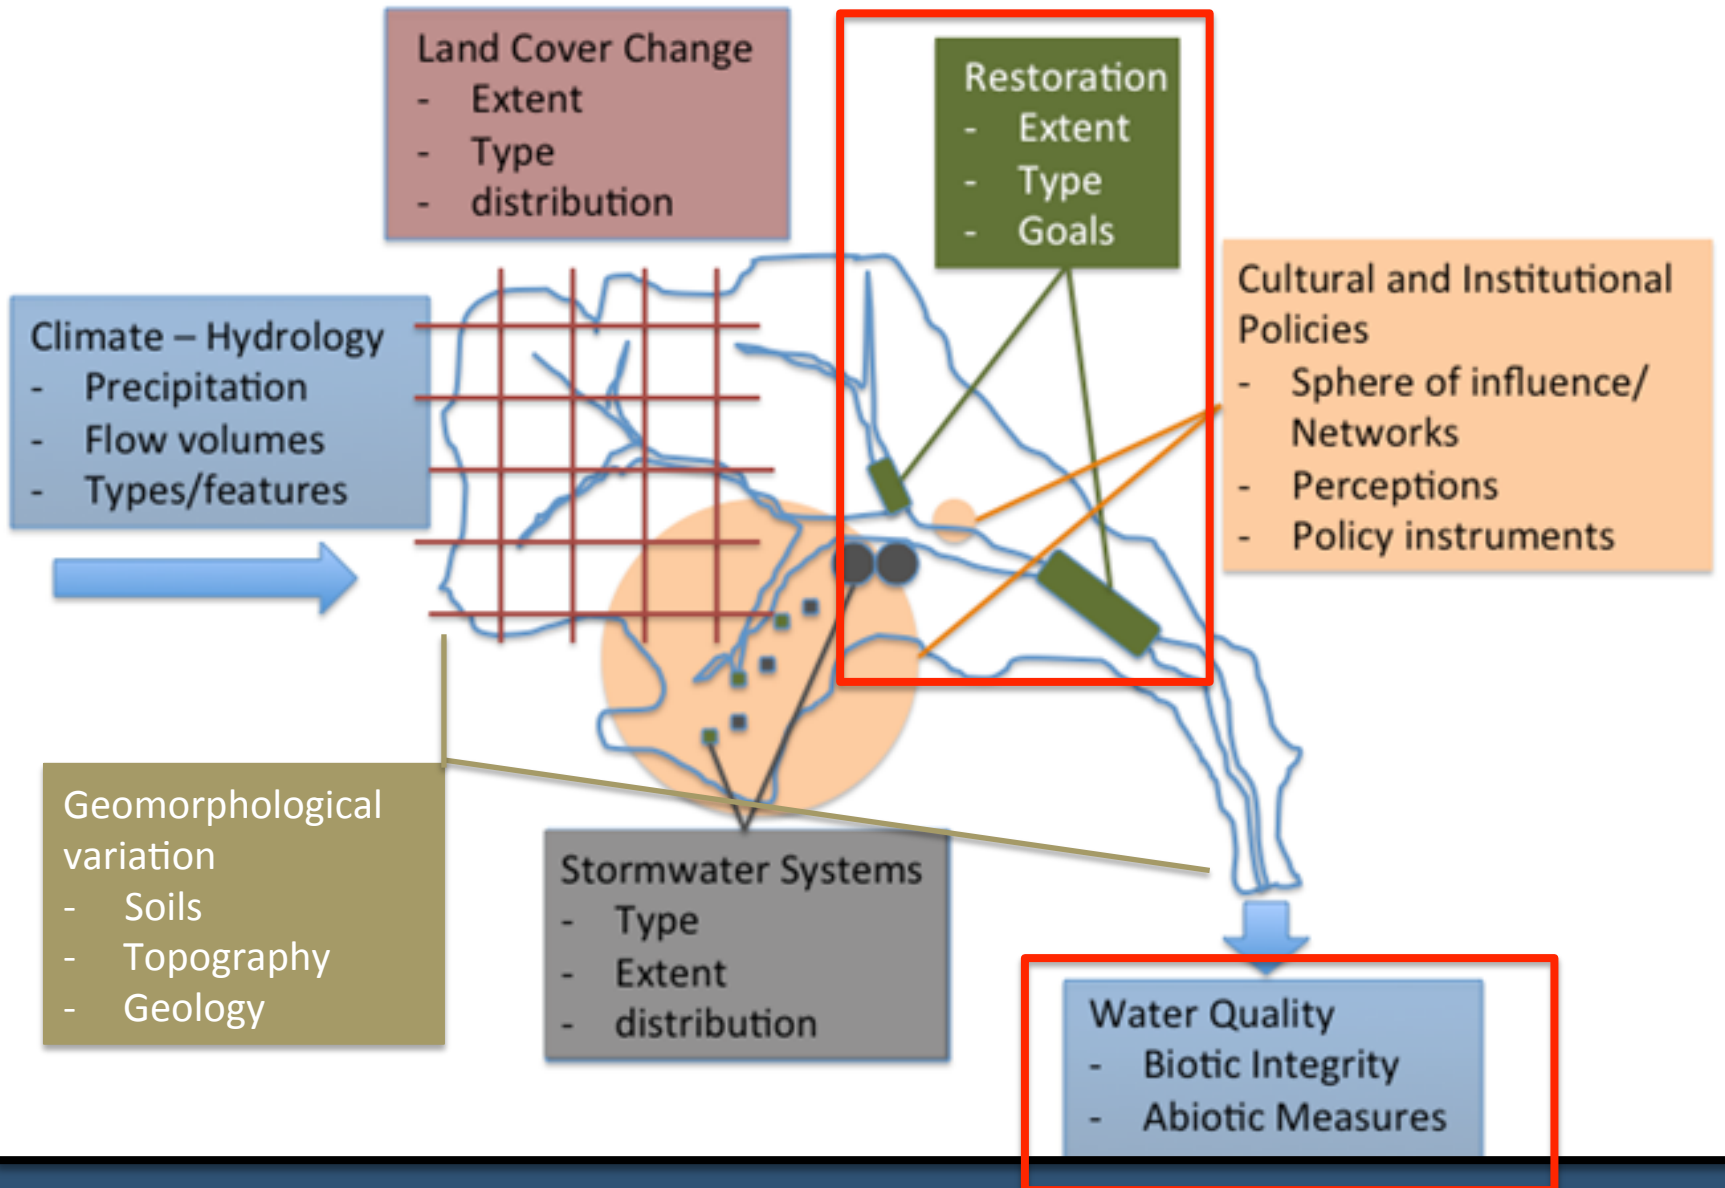 Land Cover Change
- Extent
- Type
- distribution
Restoration
- Extent
- Type
- Goals
Climate – Hydrology
- Precipitation
- Flow volumes
- Types/features
Cultural and Institutional
Policies
- Sphere of influence/
Networks
- Perceptions
- Policy instruments
Geomorphological
variation
- Soils
- Topography
- Geology
Stormwater Systems
- Type
- Extent
- distribution
Water Quality
- Biotic Integrity
- Abiotic Measures